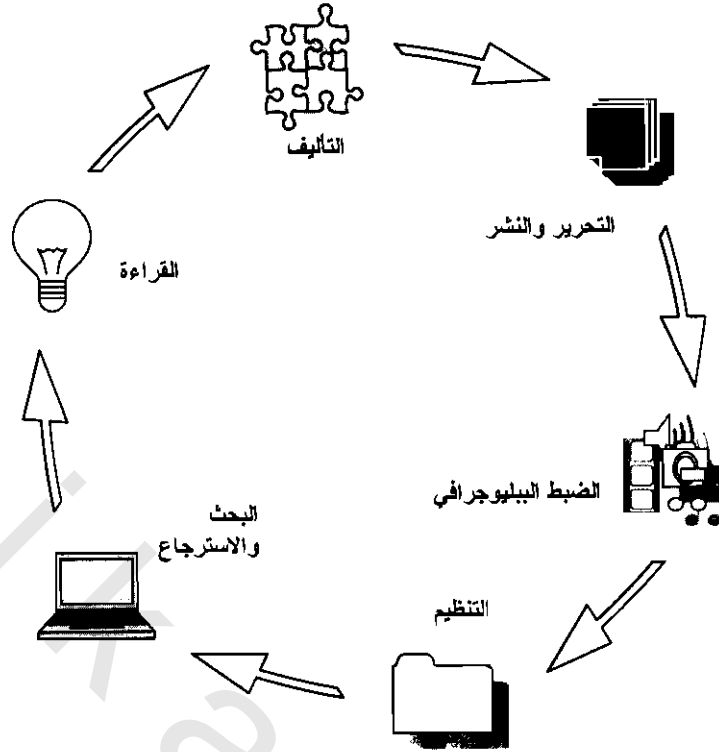 التأليف
التحرير والنشر
القراءة
الضبط الببليوجرافي
البحث
والاسترجاع
التنظيم